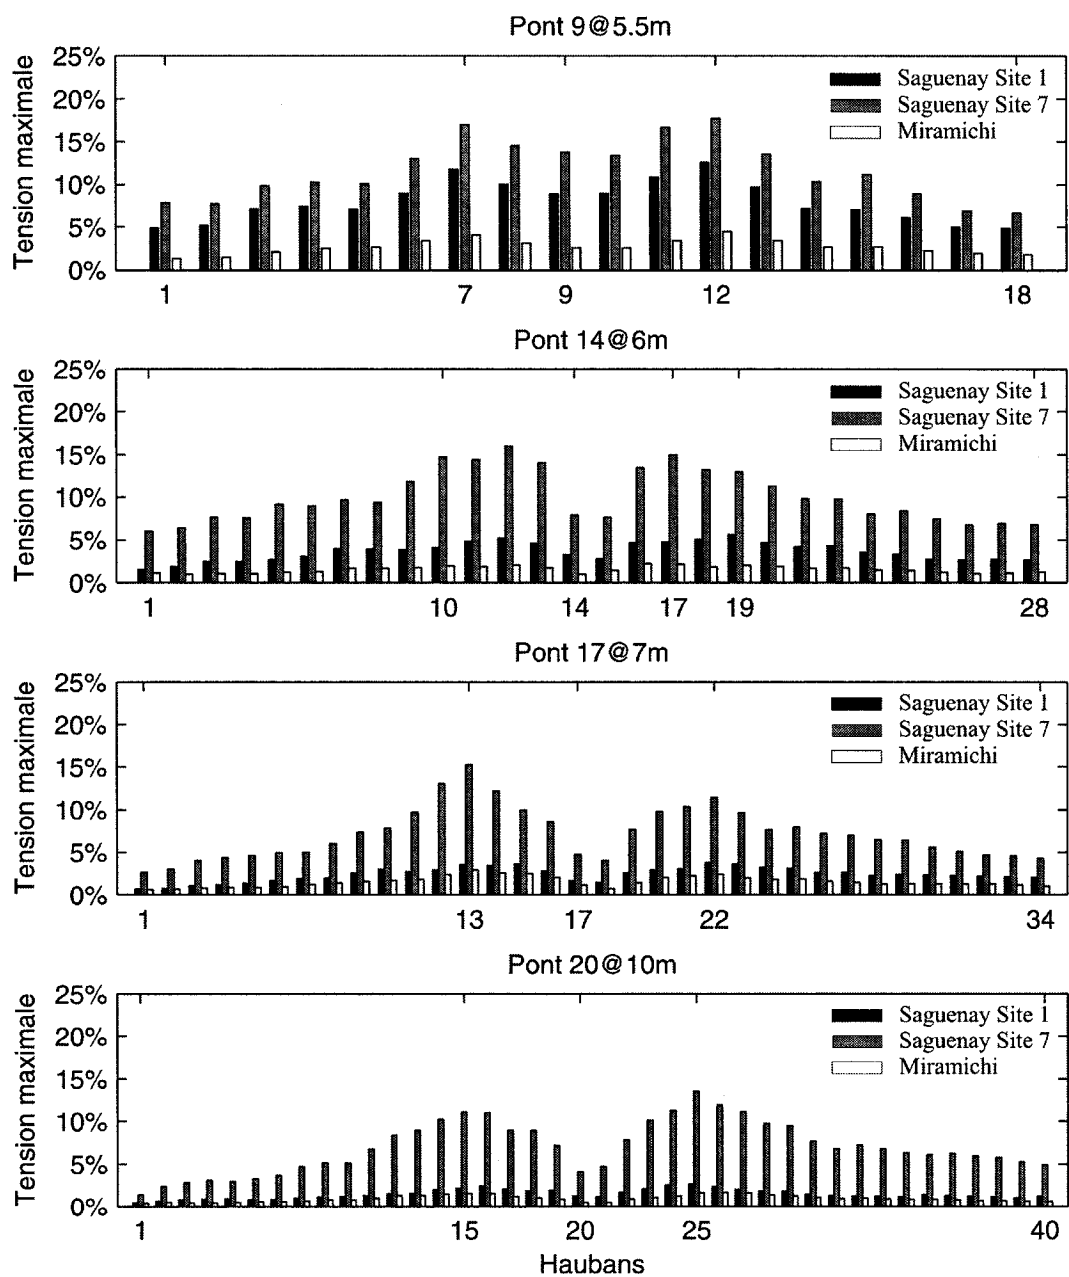 Pont 9@5.5m
Tension maximale
25%
20%
15%
10%
5%
0%
Saguenay Site 1
Saguenay Site 7
Miramichi
1 7 9 12 18
Pont 14@6m
Tension maximale
25%
20%
15%
10%
5%
0%
Saguenay Site 1
Saguenay Site 7
Miramichi
1 10 14 17 19 28
Pont 17@7m
Tension maximale
25%
20%
15%
10%
5%
0%
Saguenay Site 1
Saguenay Site 7
Miramichi
1 13 17 22 34
Pont 20@10m
Tension maximale
25%
20%
15%
10%
5%
0%
Saguenay Site 1
Saguenay Site 7
Miramichi
1 15 20 25 40
Haubans